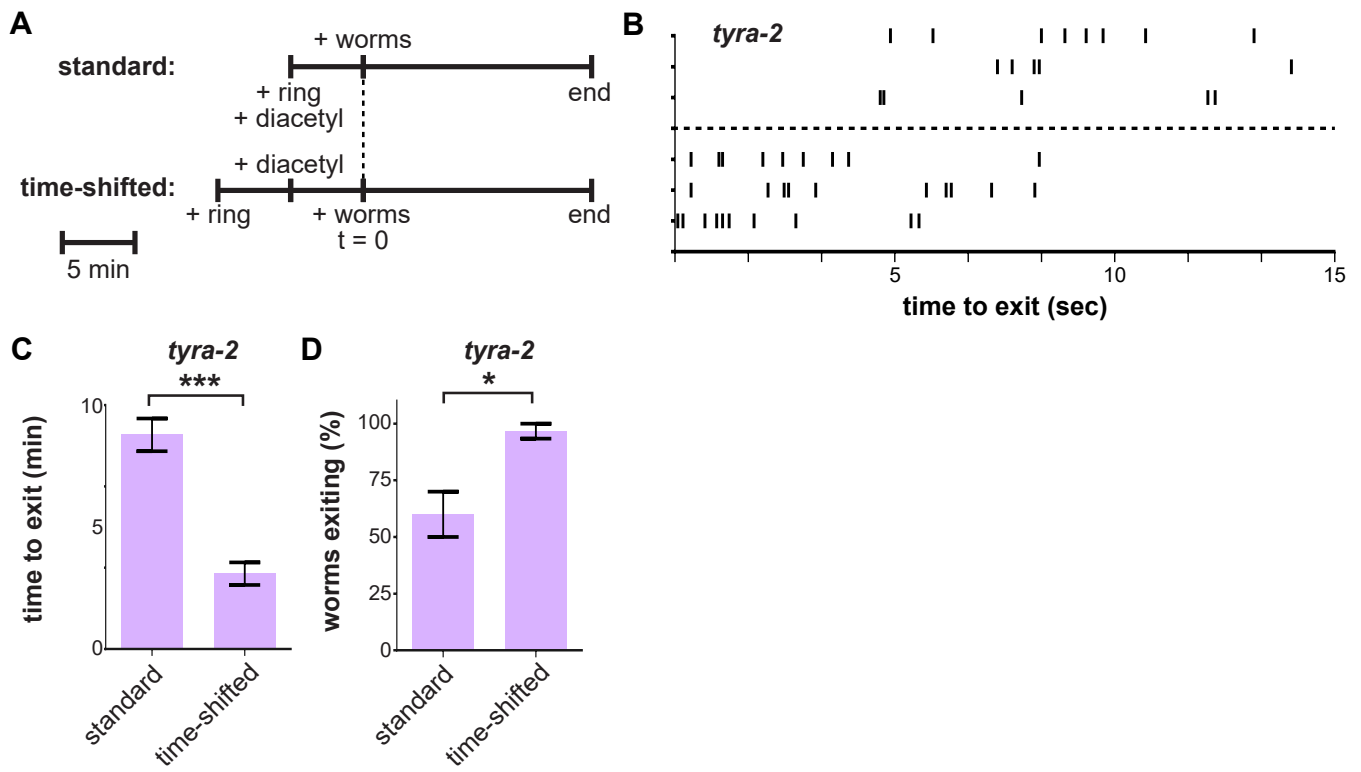 A
+ worms
standard:
+ ring
end
+ diacetyl
+ diacetyl
time-shifted:
+ ring
+ worms
end
t = 0
5 min
B
tyra-2
5
10
15
time to exit (sec)
C
tyra-2
***
time to exit (min)
10
5
0
standard
time-shifted
D
tyra-2
*
worms exiting (%)
100
75
50
25
0
standard
time-shifted